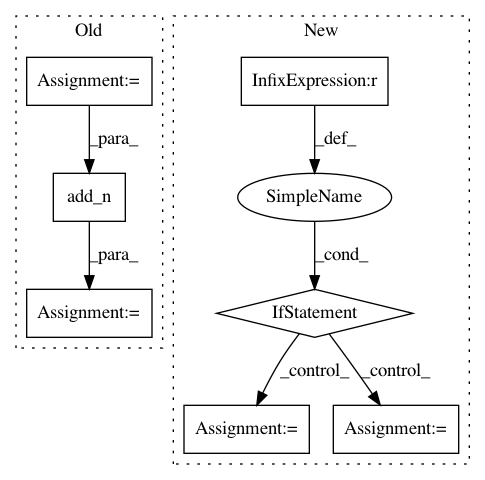 Old
Assignment:=
_para_
add_n
_para_
Assignment:=
New
InfixExpression:r
_def_
SimpleName
_cond_
IfStatement
_control_
_control_
Assignment:=
Assignment:=